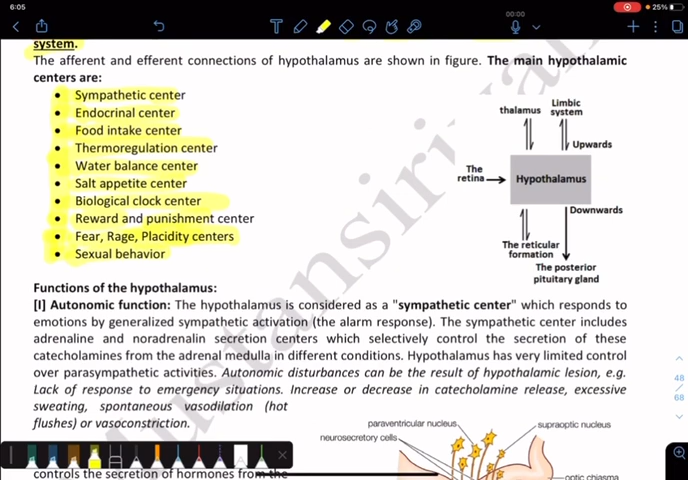 6:05
00:00
25%
system.
The afferent and efferent connections of hypothalamus are shown in figure. The main hypothalamic
centers are:
• Sympathetic center
• Endocrinal center
• Food intake center
• Thermoregulation center
• Water balance center
• Salt appetite center
• Biological clock center
• Reward and punishment center
• Fear, Rage, Placidity centers
• Sexual behavior
thalamus
Limbic
system
Upwards
The
retina
Hypothalamus
Downwards
The reticular
formation
The posterior
pituitary gland
Functions of the hypothalamus:
[I] Autonomic function: The hypothalamus is considered as a "sympathetic center" which responds to
emotions by generalized sympathetic activation (the alarm response). The sympathetic center includes
adrenaline and noradrenalin secretion centers which selectively control the secretion of these
catecholamines from the adrenal medulla in different conditions. Hypothalamus has very limited control
over parasympathetic activities. Autonomic disturbances can be the result of hypothalamic lesion, e.g.
Lack of response to emergency situations. Increase or decrease in catecholamine release, excessive
sweating, spontaneous vasodilation (hot
flushes) or vasoconstriction.
paraventricular nucleus
supraoptic nucleus
neurosecretory cells
optic chiasma
controls the secretion of hormones from the
48
68